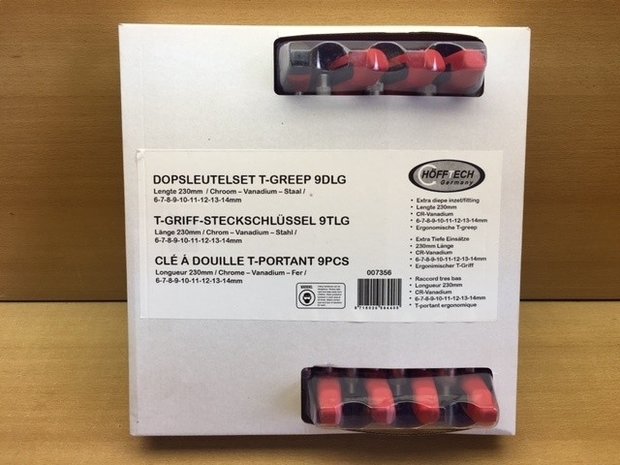 DOPSLEUTELSET T-GREEP 9DLG
Lengte 230mm / Chroom – Vanadium – Staal /
6-7-8-9-10-11-12-13-14mm
T-GRIFF-STECKSCHLÜSSEL 9TLG
Länge 230mm / Chrom – Vanadium – Stahl /
6-7-8-9-10-11-12-13-14mm
CLÉ Á DOUILLE T-PORTANT 9PCS
Longueur 230mm / Chrome – Vanadium – Fer /
6-7-8-9-10-11-12-13-14mm
007356
HÖFFTECH
Germany
• Extra diepe inzet/fitting
• Lengte 230mm
• CR-Vanadium
• 6-7-8-9-10-11-12-13-14mm
• Ergonomische T-greep
• Extra Tiefe Einsätze
• 230mm Länge
• CR-Vanadium
• 6-7-8-9-10-11-12-13-14mm
• Ergonimischer T-Griff
• Raccord tres bas
• Longueur 230mm
• CR-Vanadium
• 6-7-8-9-10-11-12-13-14mm
• T-portant ergonomique